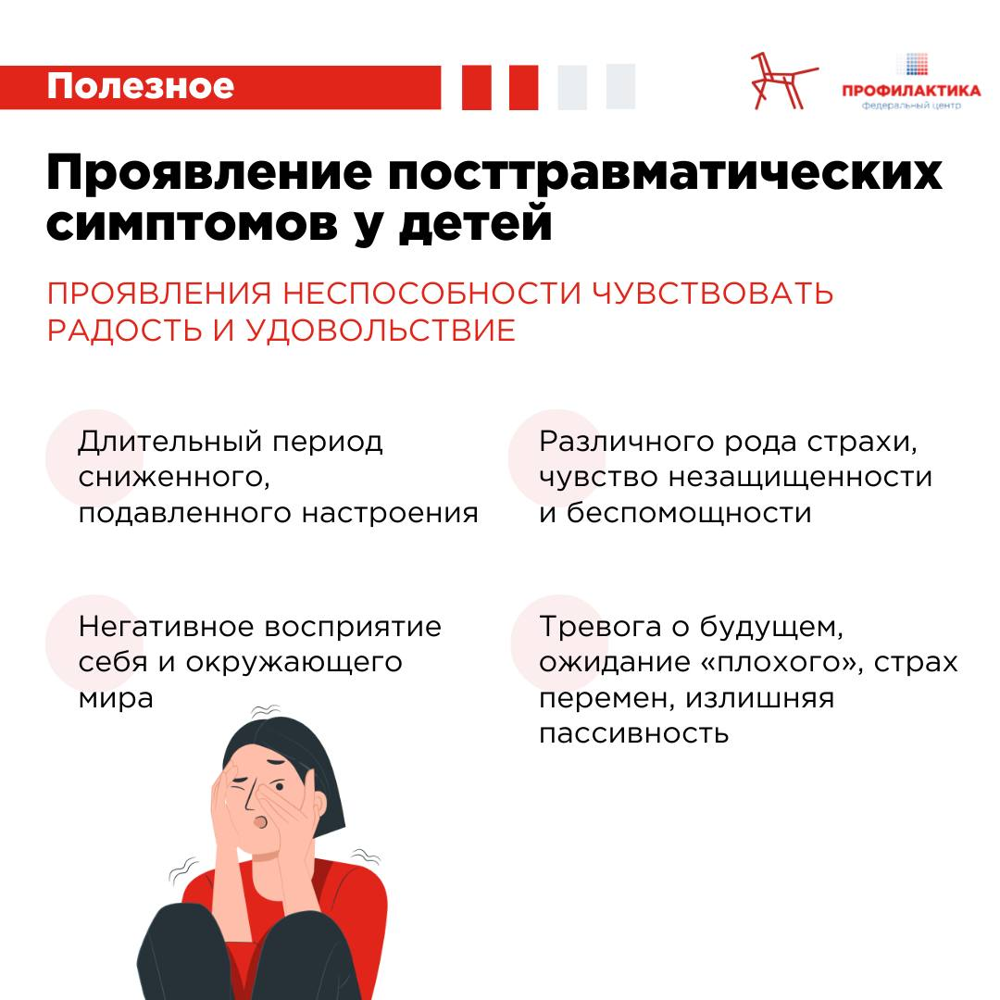 Полезное
ПРОФИЛАКТИКА
федеральный центр
Проявление посттравматических
симптомов у детей
ПРОЯВЛЕНИЯ НЕСПОСОБНОСТИ ЧУВСТВОВАТЬ
РАДОСТЬ И УДОВОЛЬСТВИЕ
Длительный период
сниженного,
подавленного настроения
Различного рода страхи,
чувство незащищенности
и беспомощности
Негативное восприятие
себя и окружающего
мира
Тревога о будущем,
ожидание «плохого», страх
перемен, излишняя
пассивность